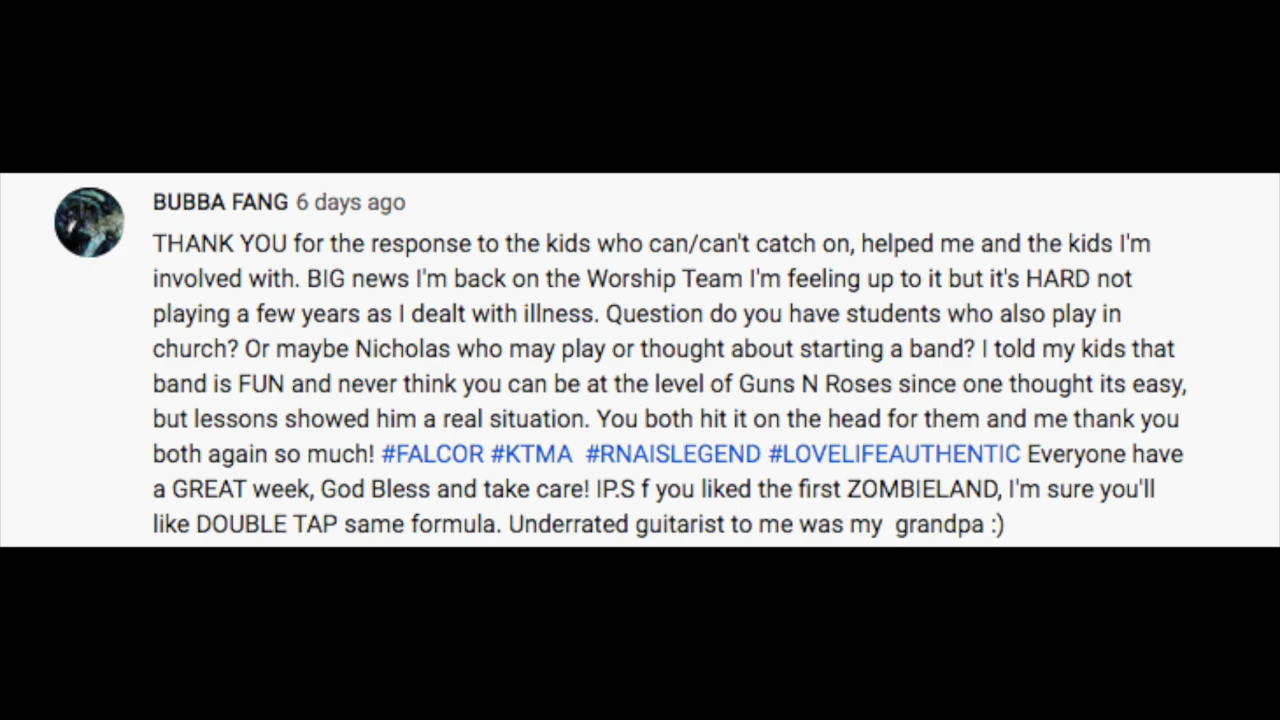 BUBBA FANG 6 days ago
THANK YOU for the response to the kids who can/can't catch on, helped me and the kids I'm
involved with. BIG news I'm back on the Worship Team I'm feeling up to it but it's HARD not
playing a few years as I dealt with illness. Question do you have students who also play in
church? Or maybe Nicholas who may play or thought about starting a band? I told my kids that
band is FUN and never think you can be at the level of Guns N Roses since one thought its easy,
but lessons showed him a real situation. You both hit it on the head for them and me thank you
both again so much! #FALCOR #KTMA  #RNAISLEGEND #LOVELIFEAUTHENTIC Everyone have
a GREAT week, God Bless and take care! IP.S f you liked the first ZOMBIELAND, I'm sure you'll
like DOUBLE TAP same formula. Underrated guitarist to me was my  grandpa :)